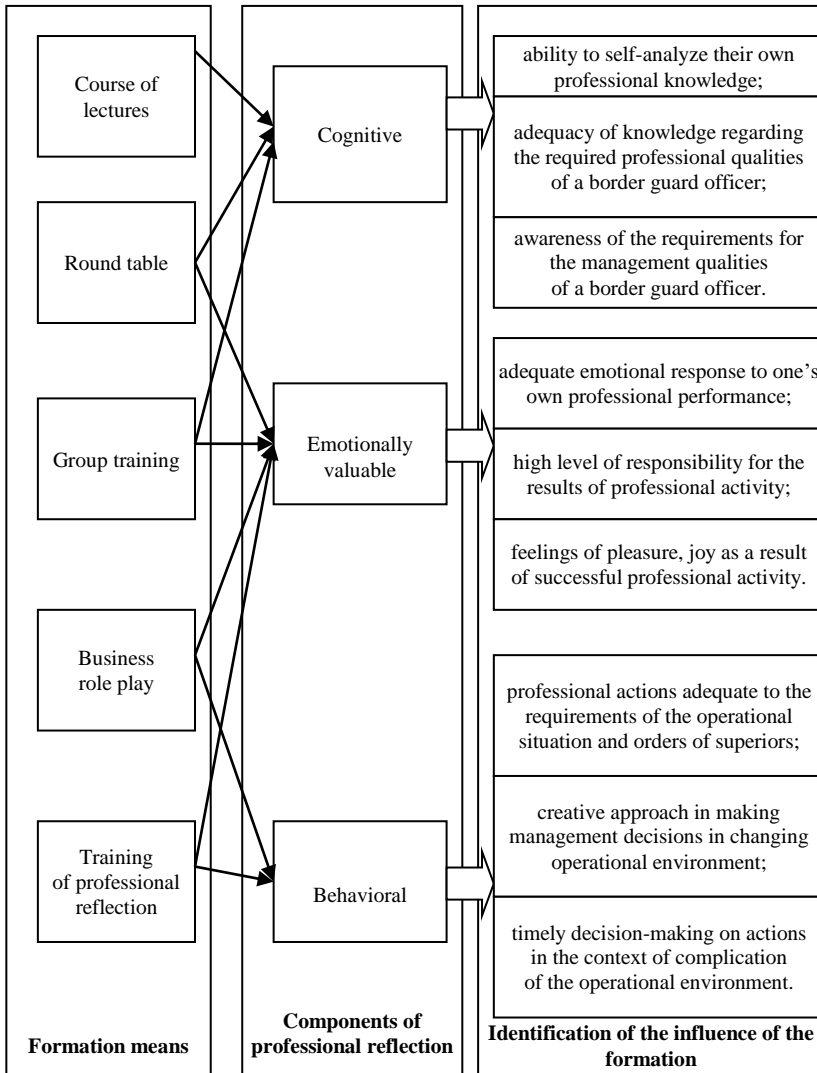 Course of
lectures
Round table
Group training
Business
role play
Training
of professional
reflection
Formation means
Cognitive
Emotionally
valuable
Behavioral
Components of
professional reflection
ability to self-analyze their own
professional knowledge;
adequacy of knowledge regarding
the required professional qualities
of a border guard officer;
awareness of the requirements for
the management qualities
of a border guard officer.
adequate emotional response to one’s
own professional performance;
high level of responsibility for the
results of professional activity;
feelings of pleasure, joy as a result
of successful professional activity.
professional actions adequate to the
requirements of the operational
situation and orders of superiors;
creative approach in making
management decisions in changing
operational environment;
timely decision-making on actions
in the context of complication
of the operational environment.
Identification of the influence of the
formation